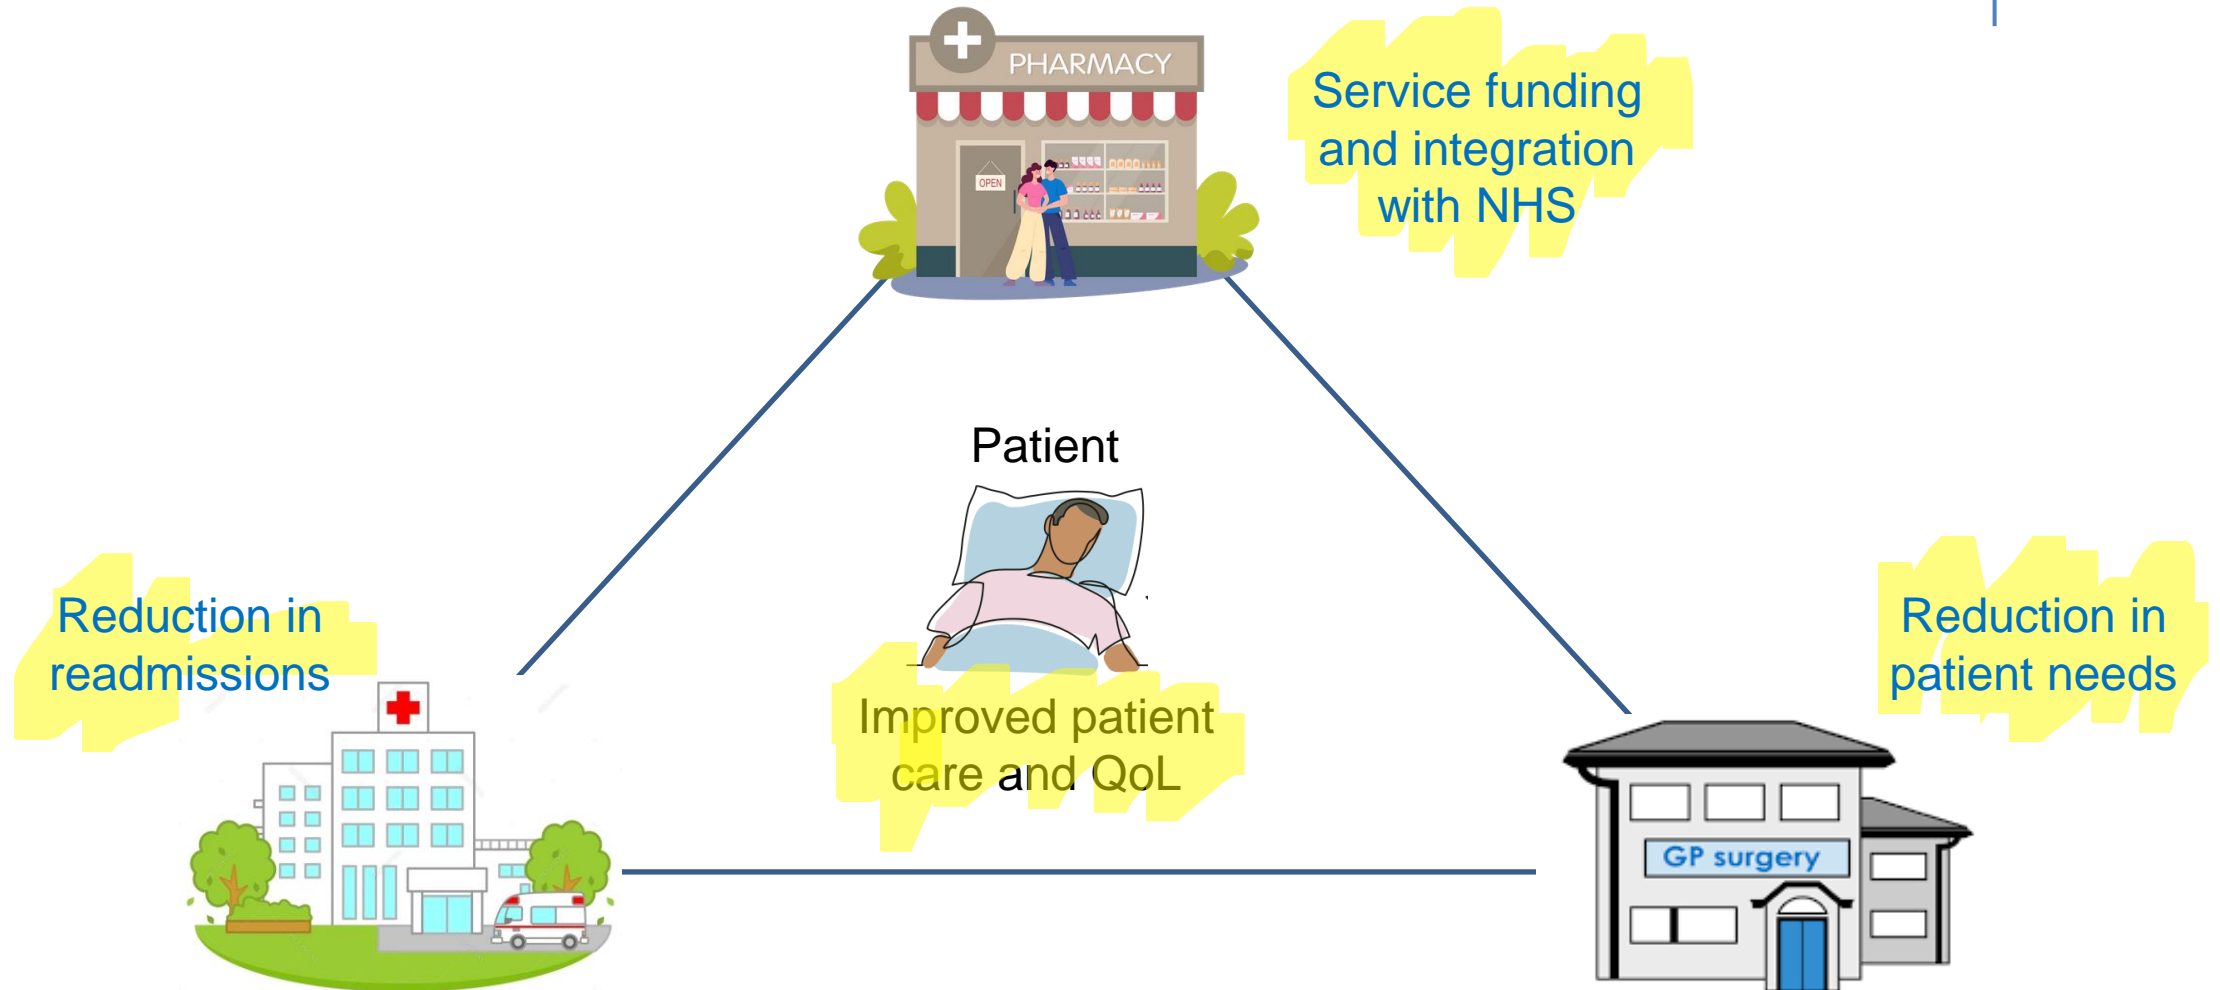 PHARMACY
OPEN
Service funding
and integration
with NHS
Patient
Reduction in
readmissions
Improved patient
care and QoL
Reduction in
patient needs
GP surgery